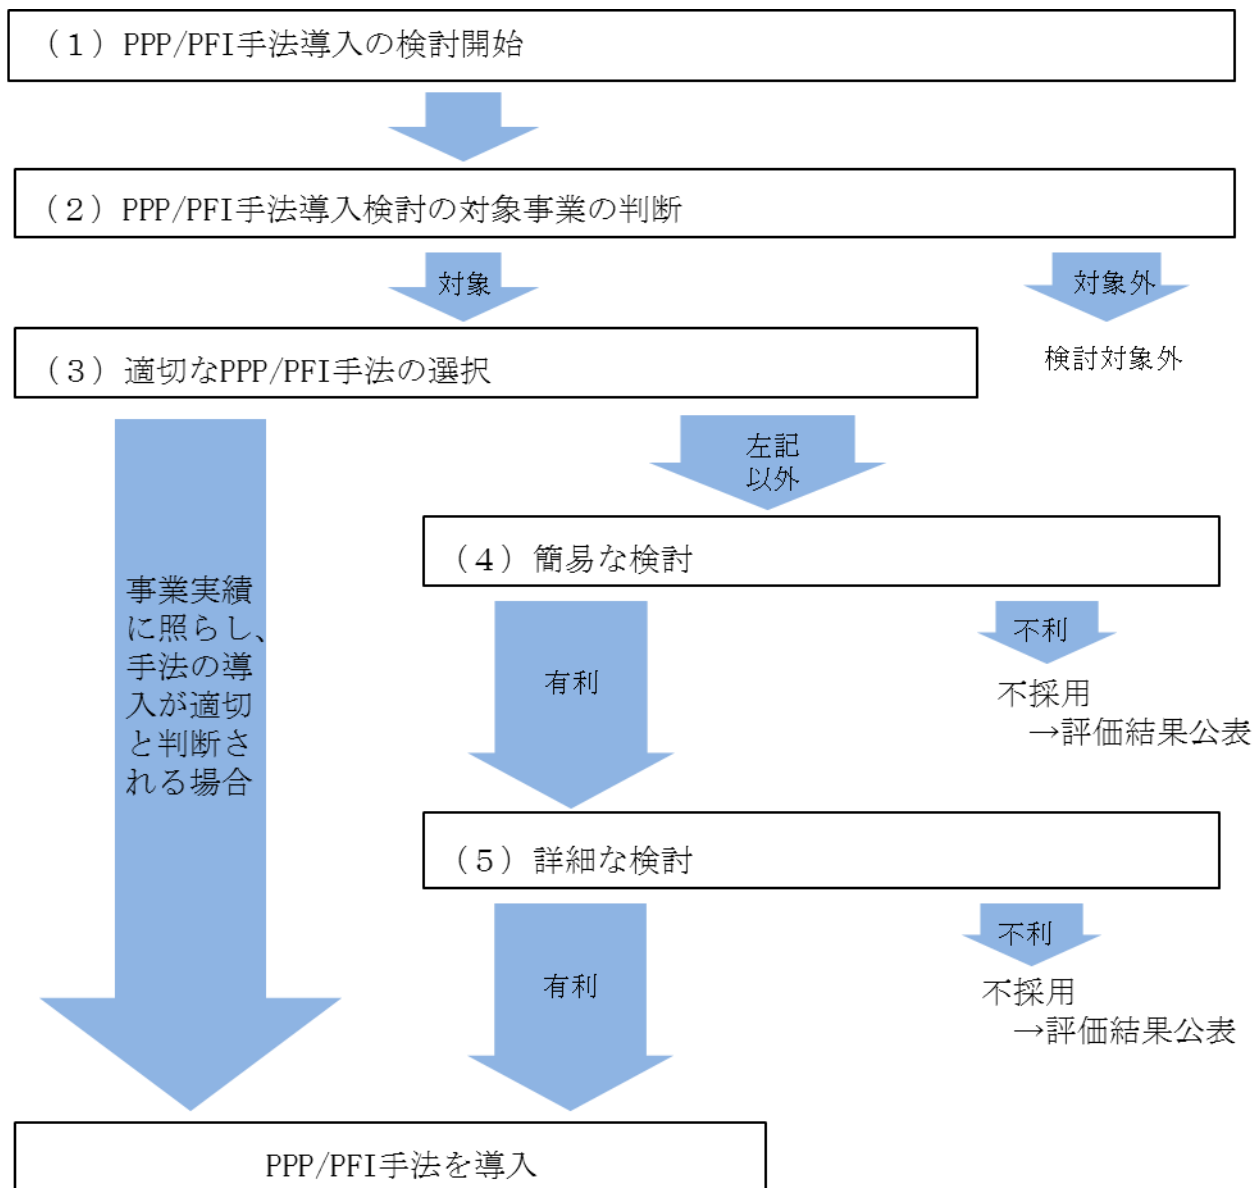 （１）PPP/PFI手法導入の検討開始
（２）PPP/PFI手法導入検討の対象事業の判断
対象
対象外
（３）適切なPPP/PFI手法の選択
検討対象外
左記
以外
（４）簡易な検討
事業実績
に照らし、
手法の導
入が適切
と判断さ
れる場合
有利
不利
不採用
→評価結果公表
（５）詳細な検討
有利
不利
不採用
→評価結果公表
PPP/PFI手法を導入